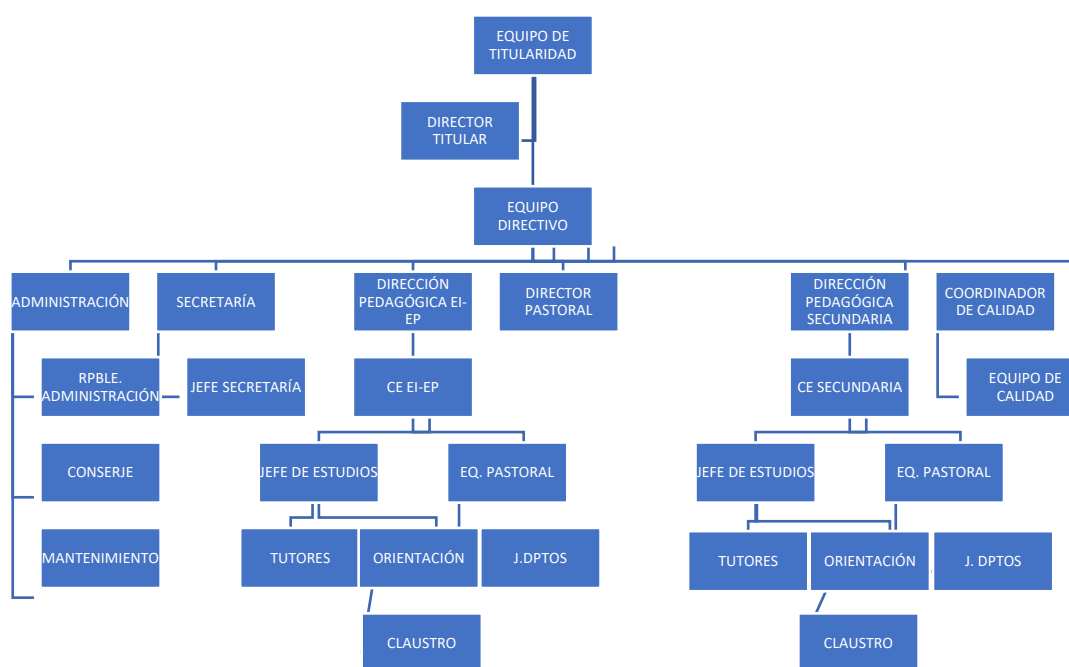 EQUIPO DE
TITULARIDAD
DIRECTOR
TITULAR
EQUIPO
DIRECTIVO
ADMINISTRACIÓN
SECRETARÍA
DIRECCIÓN
PEDAGÓGICA EI-
EP
DIRECTOR
PASTORAL
DIRECCIÓN
PEDAGÓGICA
SECUNDARIA
COORDINADOR
DE CALIDAD
RPBLE.
ADMINISTRACIÓN
JEFE SECRETARÍA
CE EI-EP
CE SECUNDARIA
EQUIPO DE
CALIDAD
CONSERJE
JEFE DE ESTUDIOS
EQ. PASTORAL
JEFE DE ESTUDIOS
EQ. PASTORAL
MANTENIMIENTO
TUTORES
ORIENTACIÓN
J.DPTOS
TUTORES
ORIENTACIÓN
J. DPTOS
CLAUSTRO
CLAUSTRO